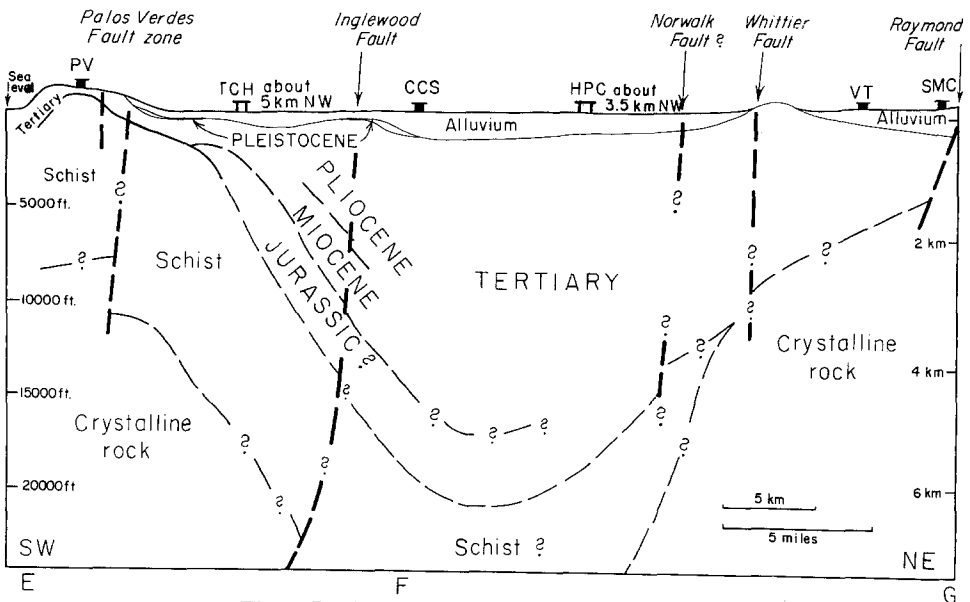 Palos Verdes
Fault zone
Inglewood
Fault
Norwalk
Fault ?
Whittier
Fault
Raymond
Fault
Sea
level
PV
TCH about
5 km NW
CCS
HPC about
3.5 km NW
VT
SMC
Tertiary
PLEISTOCENE
Alluvium
Alluvium
Schist
?
?
5000 ft.
Schist
PLIOCENE
MIOCENE
JURASSIC ?
TERTIARY
?
?
?
2 km
?
10000 ft.
?
?
?
Crystalline
rock
4 km
15000 ft.
Crystalline
rock
?
?
?
?
?
?
?
?
20000 ft
?
?
6 km
5 km
5 miles
Schist ?
SW
NE
E
F
G